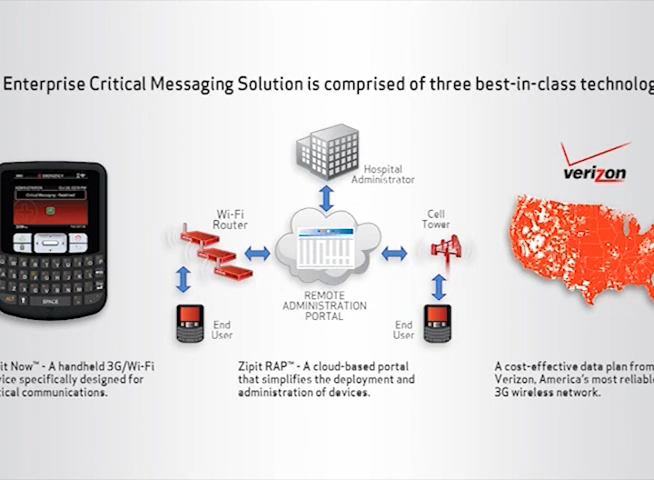 Enterprise Critical Messaging Solution is comprised of three best-in-class technolog
Hospital
Administrator
verizon
Wi-Fi
Router
Cell
Tower
REMOTE
ADMINISTRATION
PORTAL
SPACE
End
User
End
User
it Now™ - A handheld 3G/Wi-Fi
vice specifically designed for
tical communications.
Zipit RAP™ - A cloud-based portal
that simplifies the deployment and
administration of devices.
A cost-effective data plan from
Verizon, America's most reliable
3G wireless network.